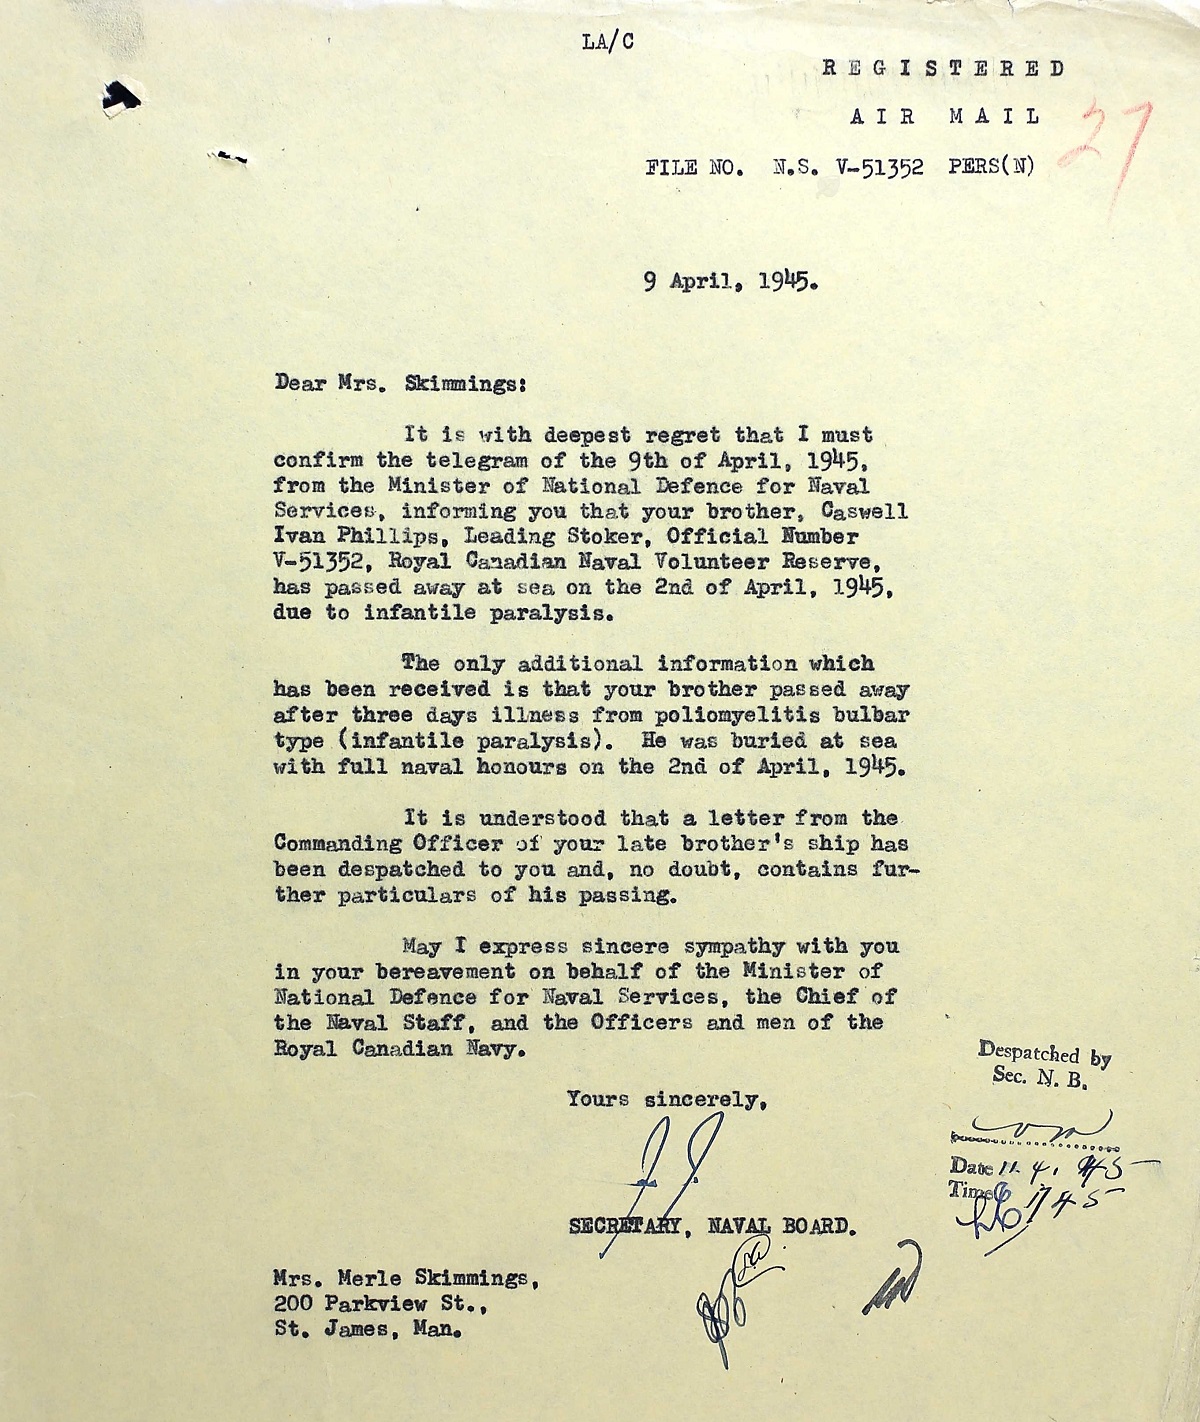 LA/C
REGISTERED
AIR MAIL
27
FILE NO. N.S. V-51352 PERS(N)
9 April, 1945.
Dear Mrs. Skimmings:
It is with deepest regret that I must
confirm the telegram of the 9th of April, 1945,
from the Minister of National Defence for Naval
Services, informing you that your brother, Caswell
Ivan Phillips, Leading Stoker, Official Number
V-51352, Royal Canadian Naval Volunteer Reserve,
has passed away at sea on the 2nd of April, 1945,
due to infantile paralysis.
The only additional information which
has been received is that your brother passed away
after three days illness from poliomyelitis bulbar
type (infantile paralysis). He was buried at sea
with full naval honours on the 2nd of April, 1945.
It is understood that a letter from the
Commanding Officer of your late brother's ship has
been despatched to you and, no doubt, contains fur-
ther particulars of his passing.
May I express sincere sympathy with you
in your bereavement on behalf of the Minister of
National Defence for Naval Services, the Chief of
the Naval Staff, and the Officers and men of the
Royal Canadian Navy.
Yours sincerely,
SECRETARY, NAVAL BOARD.
Despatched by
Sec. N. B.
Date 11. 4. 45
Time 1745
Mrs. Merle Skimmings,
200 Parkview St.,
St. James, Man.